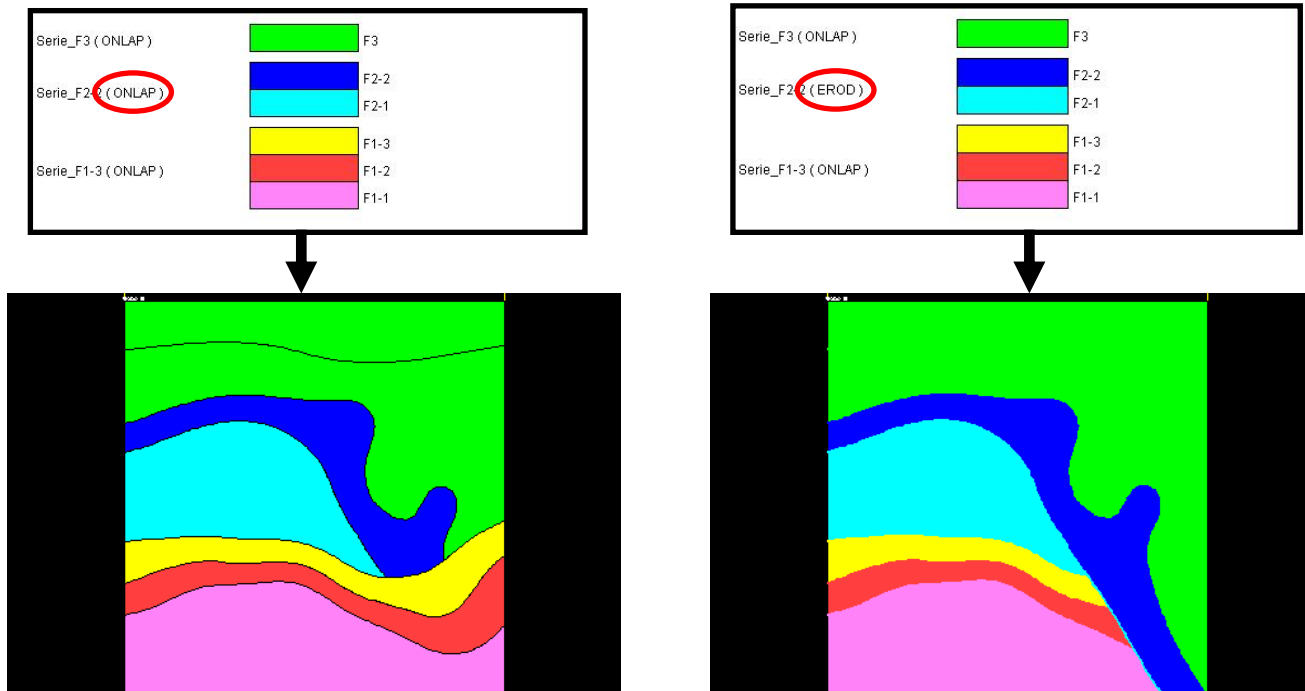 Serie_F3 ( ONLAP )
F3
Serie_F2-2 ( ONLAP )
F2-2
F2-1
Serie_F1-3 ( ONLAP )
F1-3
F1-2
F1-1
Serie_F3 ( ONLAP )
F3
Serie_F2-2 ( EROD )
F2-2
F2-1
Serie_F1-3 ( ONLAP )
F1-3
F1-2
F1-1